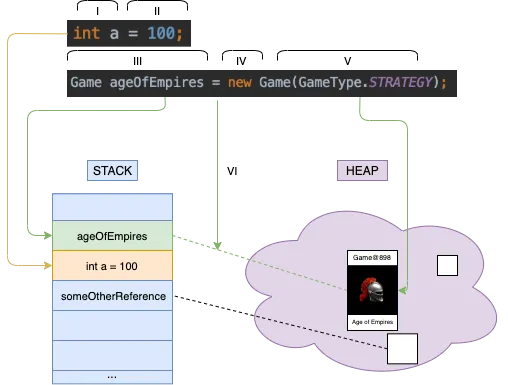 I II
int a = 100;
III IV V
Game ageOfEmpires = new Game(GameType.STRATEGY);
STACK VI HEAP
ageOfEmpires
int a = 100
someOtherReference
...
Game@898
Age of Empires